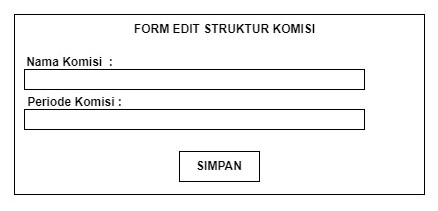 FORM EDIT STRUKTUR KOMISI
Nama Komisi :
Periode Komisi :
SIMPAN